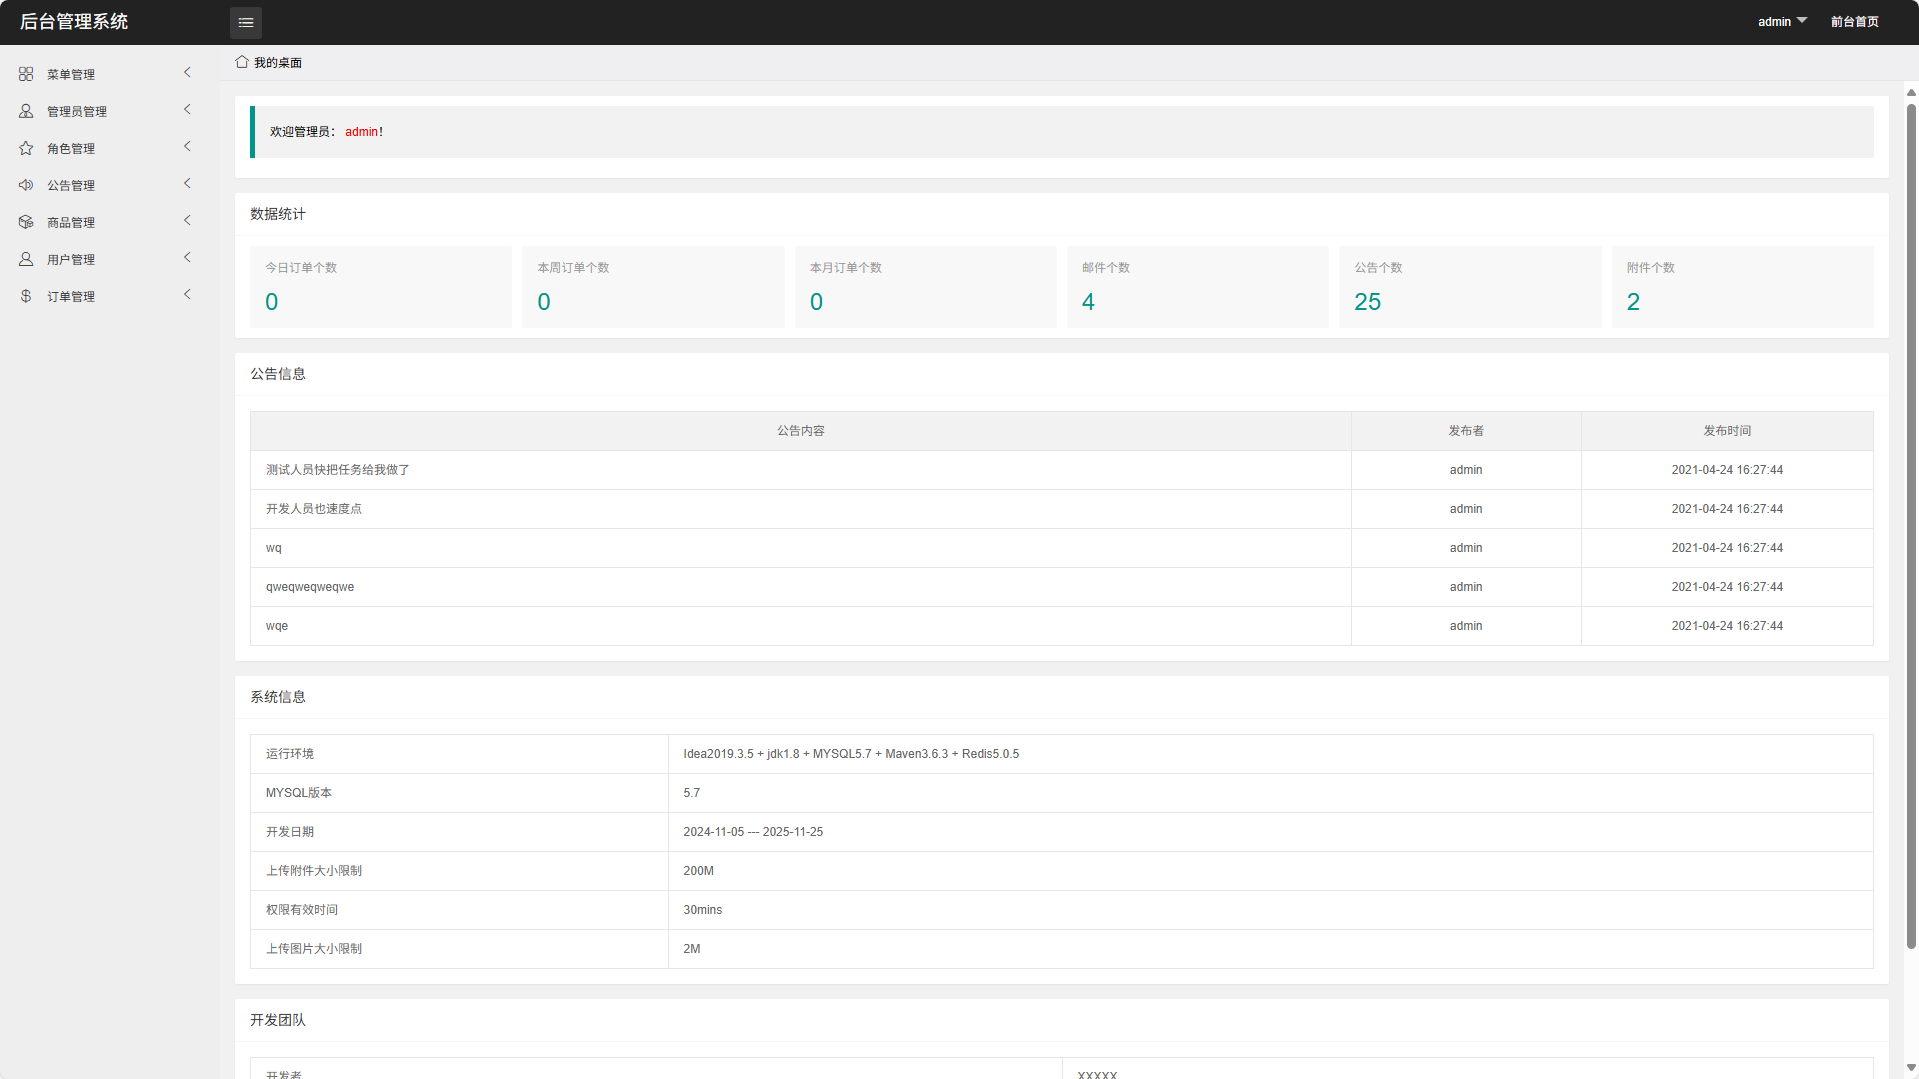 后台管理系统
admin
前台首页
菜单管理
管理员管理
角色管理
公告管理
商品管理
用户管理
订单管理
我的桌面
欢迎管理员： admin！
数据统计
今日订单个数
0
本周订单个数
0
本月订单个数
0
邮件个数
4
公告个数
25
附件个数
2
公告信息
公告内容 发布者 发布时间
测试人员快把任务给我做了 admin 2021-04-24 16:27:44
开发人员也速度点 admin 2021-04-24 16:27:44
wq admin 2021-04-24 16:27:44
qweqweqweqwe admin 2021-04-24 16:27:44
wqe admin 2021-04-24 16:27:44
系统信息
运行环境 Idea2019.3.5 + jdk1.8 + MYSQL5.7 + Maven3.6.3 + Redis5.0.5
MYSQL版本 5.7
开发日期 2024-11-05 --- 2025-11-25
上传附件大小限制 200M
权限有效时间 30mins
上传图片大小限制 2M
开发团队
开发者 XXXXX